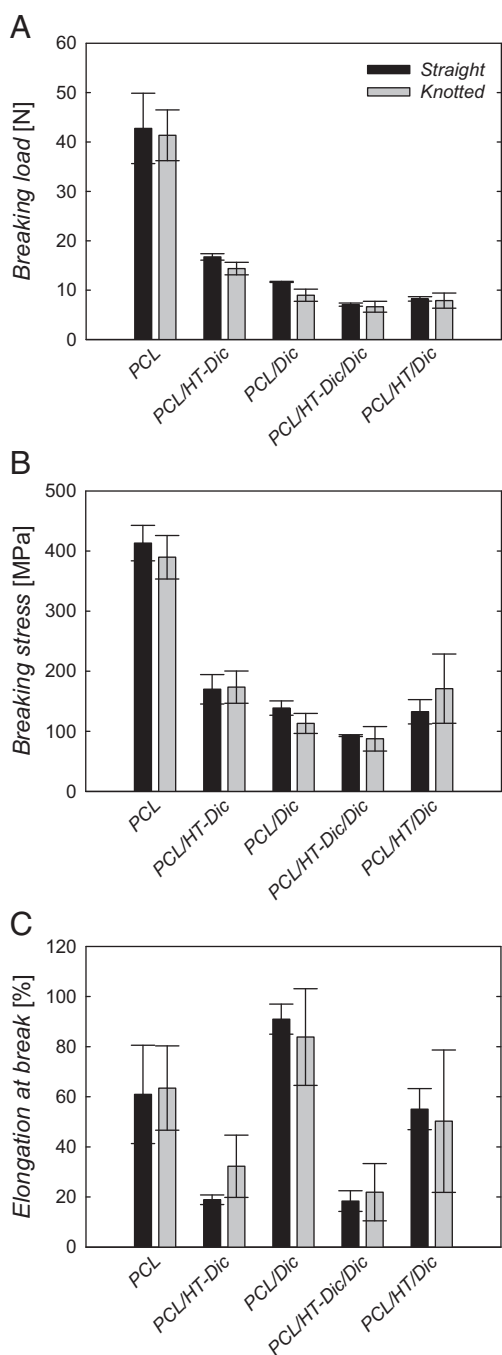 A
Breaking load [N]
60
50
40
30
20
10
0
Straight
Knotted
PCL
PCL/HT-Dic
PCL/Dic
PCL/HT-Dic/Dic
PCL/HT/Dic
B
Breaking stress [MPa]
500
400
300
200
100
0
PCL
PCL/HT-Dic
PCL/Dic
PCL/HT-Dic/Dic
PCL/HT/Dic
C
Elongation at break [%]
120
100
80
60
40
20
0
PCL
PCL/HT-Dic
PCL/Dic
PCL/HT-Dic/Dic
PCL/HT/Dic